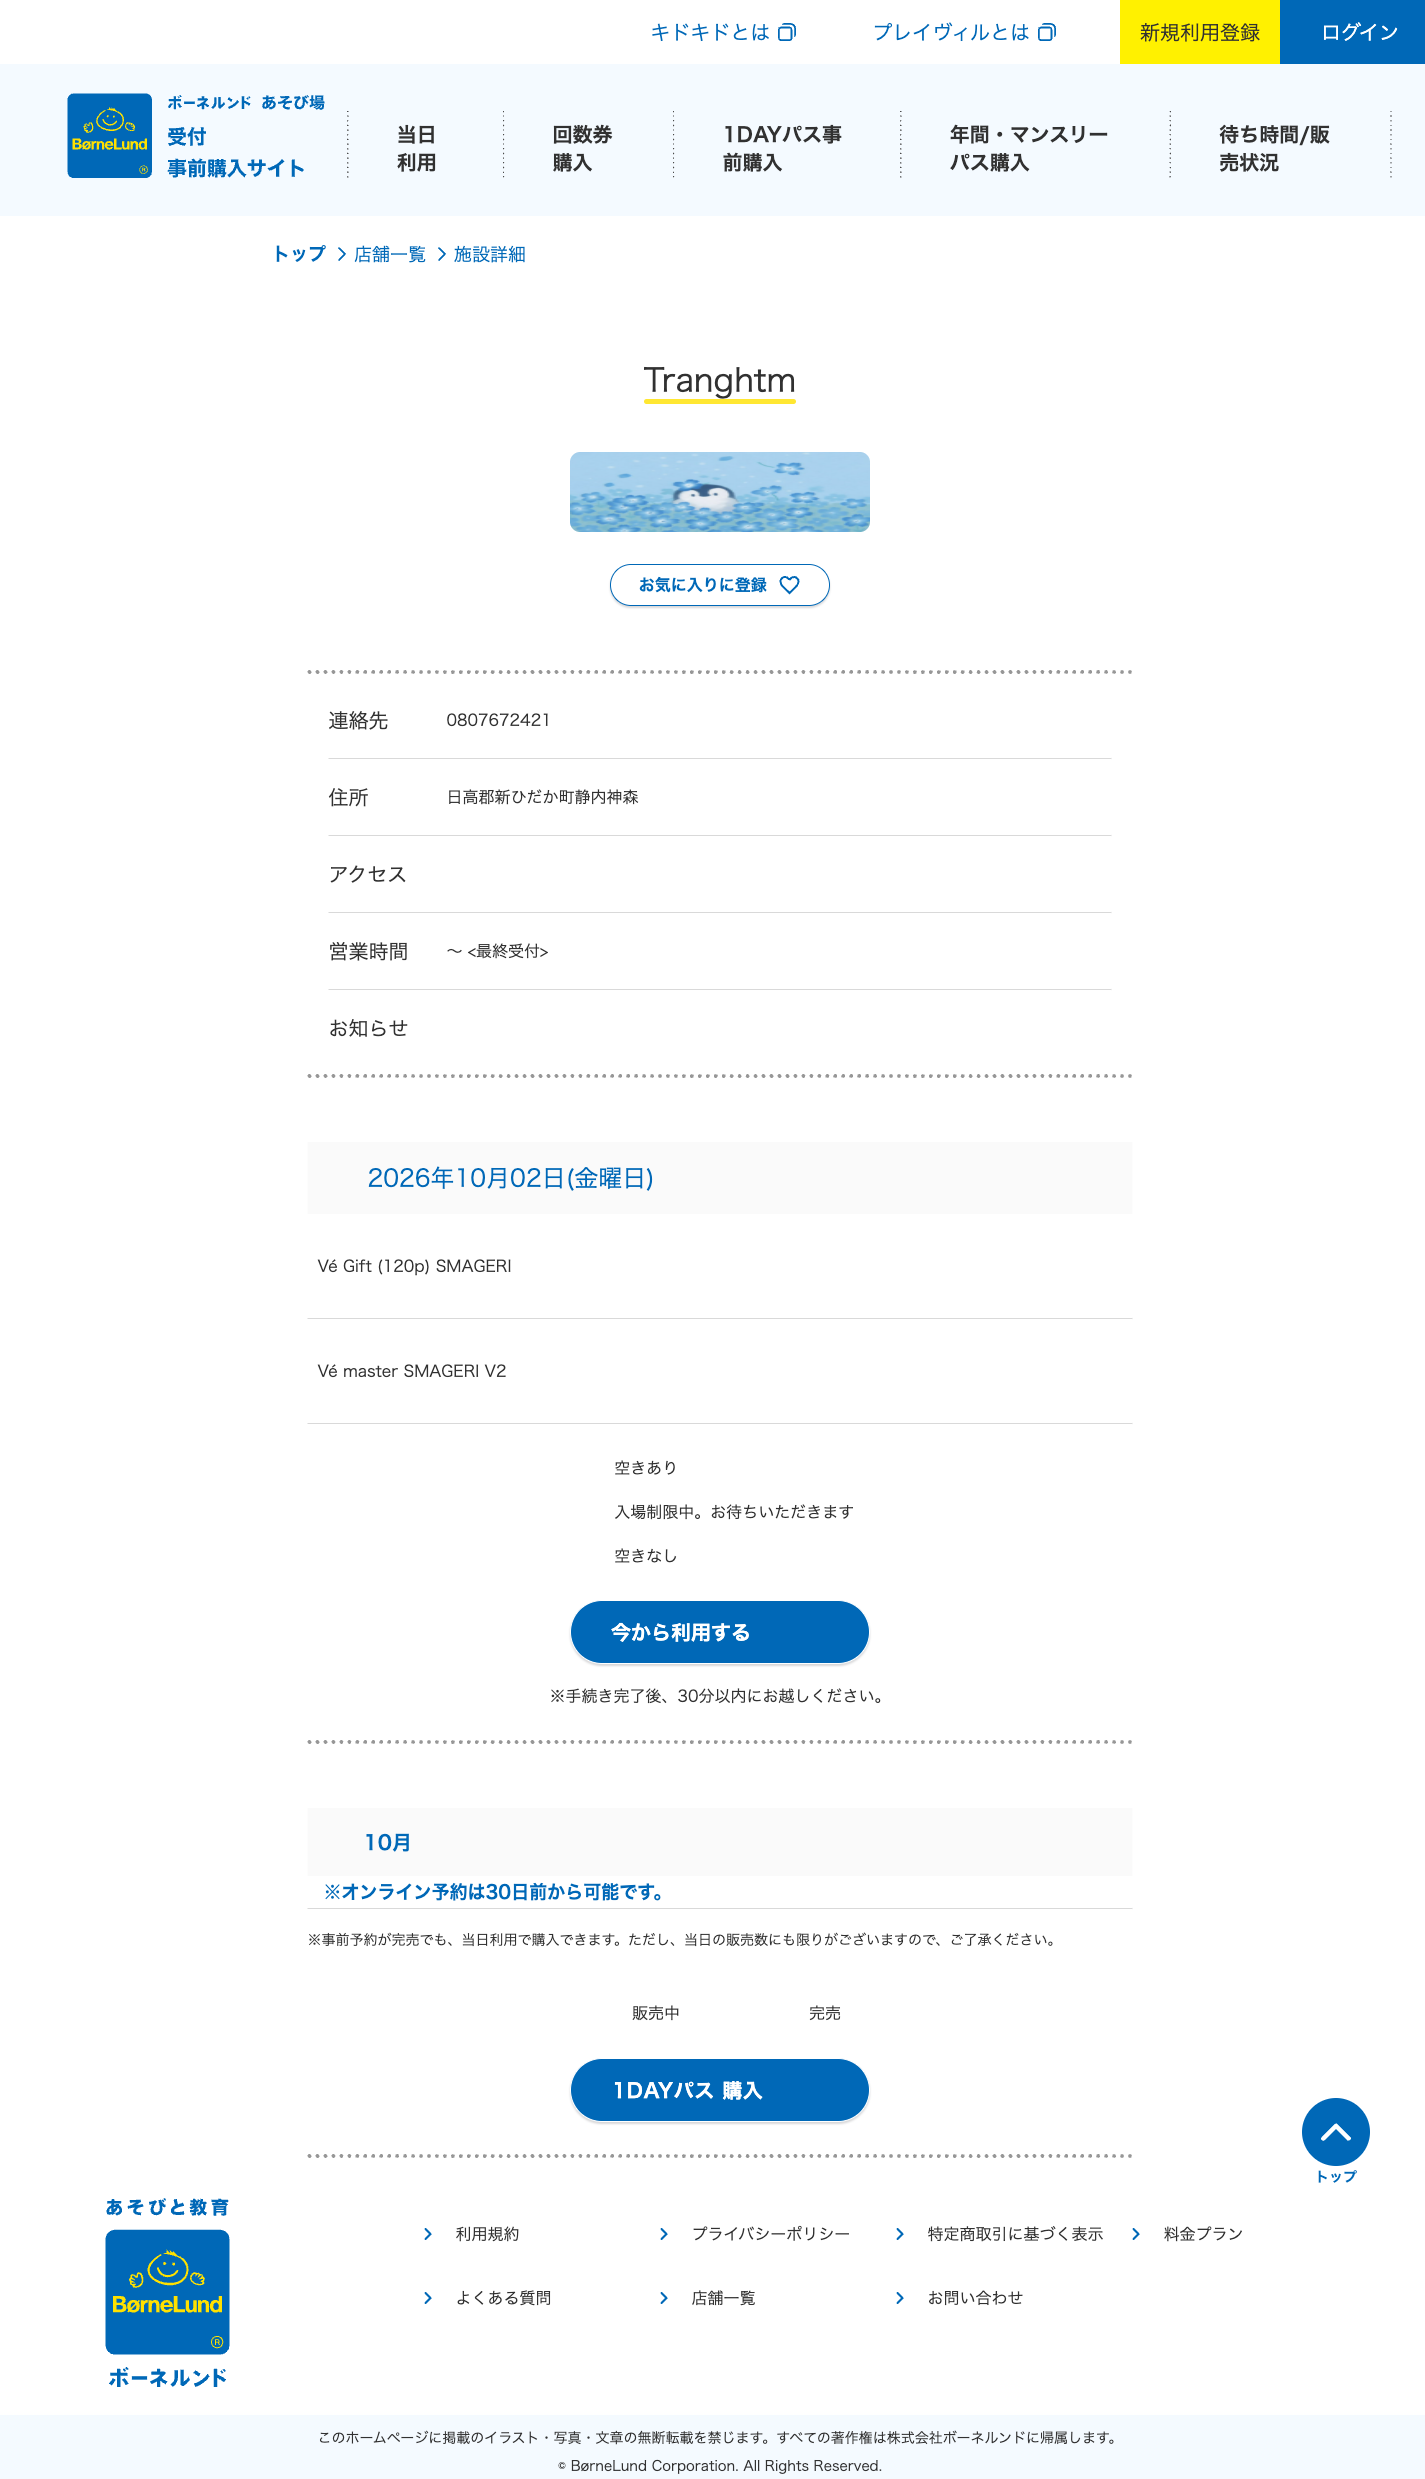 キドキドとは
プレイヴィルとは
新規利用登録
ログイン
BørneLund
®
ボーネルンド あそび場
受付
事前購入サイト
当日
利用
回数券
購入
1DAYパス事
前購入
年間・マンスリー
パス購入
待ち時間/販
売状況
トップ
店舗一覧
施設詳細
Tranghtm
お気に入りに登録
連絡先
0807672421
住所
日高郡新ひだか町静内神森
アクセス
営業時間
～ <最終受付>
お知らせ
2026年10月02日(金曜日)
Vé Gift (120p) SMAGERI
Vé master SMAGERI V2
空きあり
入場制限中。お待ちいただきます
空きなし
今から利用する
※手続き完了後、30分以内にお越しください。
10月
※オンライン予約は30日前から可能です。
※事前予約が完売でも、当日利用で購入できます。ただし、当日の販売数にも限りがございますので、ご了承ください。
販売中
完売
1DAYパス 購入
トップ
あそびと教育
BørneLund
®
ボーネルンド
利用規約
プライバシーポリシー
特定商取引に基づく表示
料金プラン
よくある質問
店舗一覧
お問い合わせ
このホームページに掲載のイラスト・写真・文章の無断転載を禁じます。すべての著作権は株式会社ボーネルンドに帰属します。
© BørneLund Corporation. All Rights Reserved.